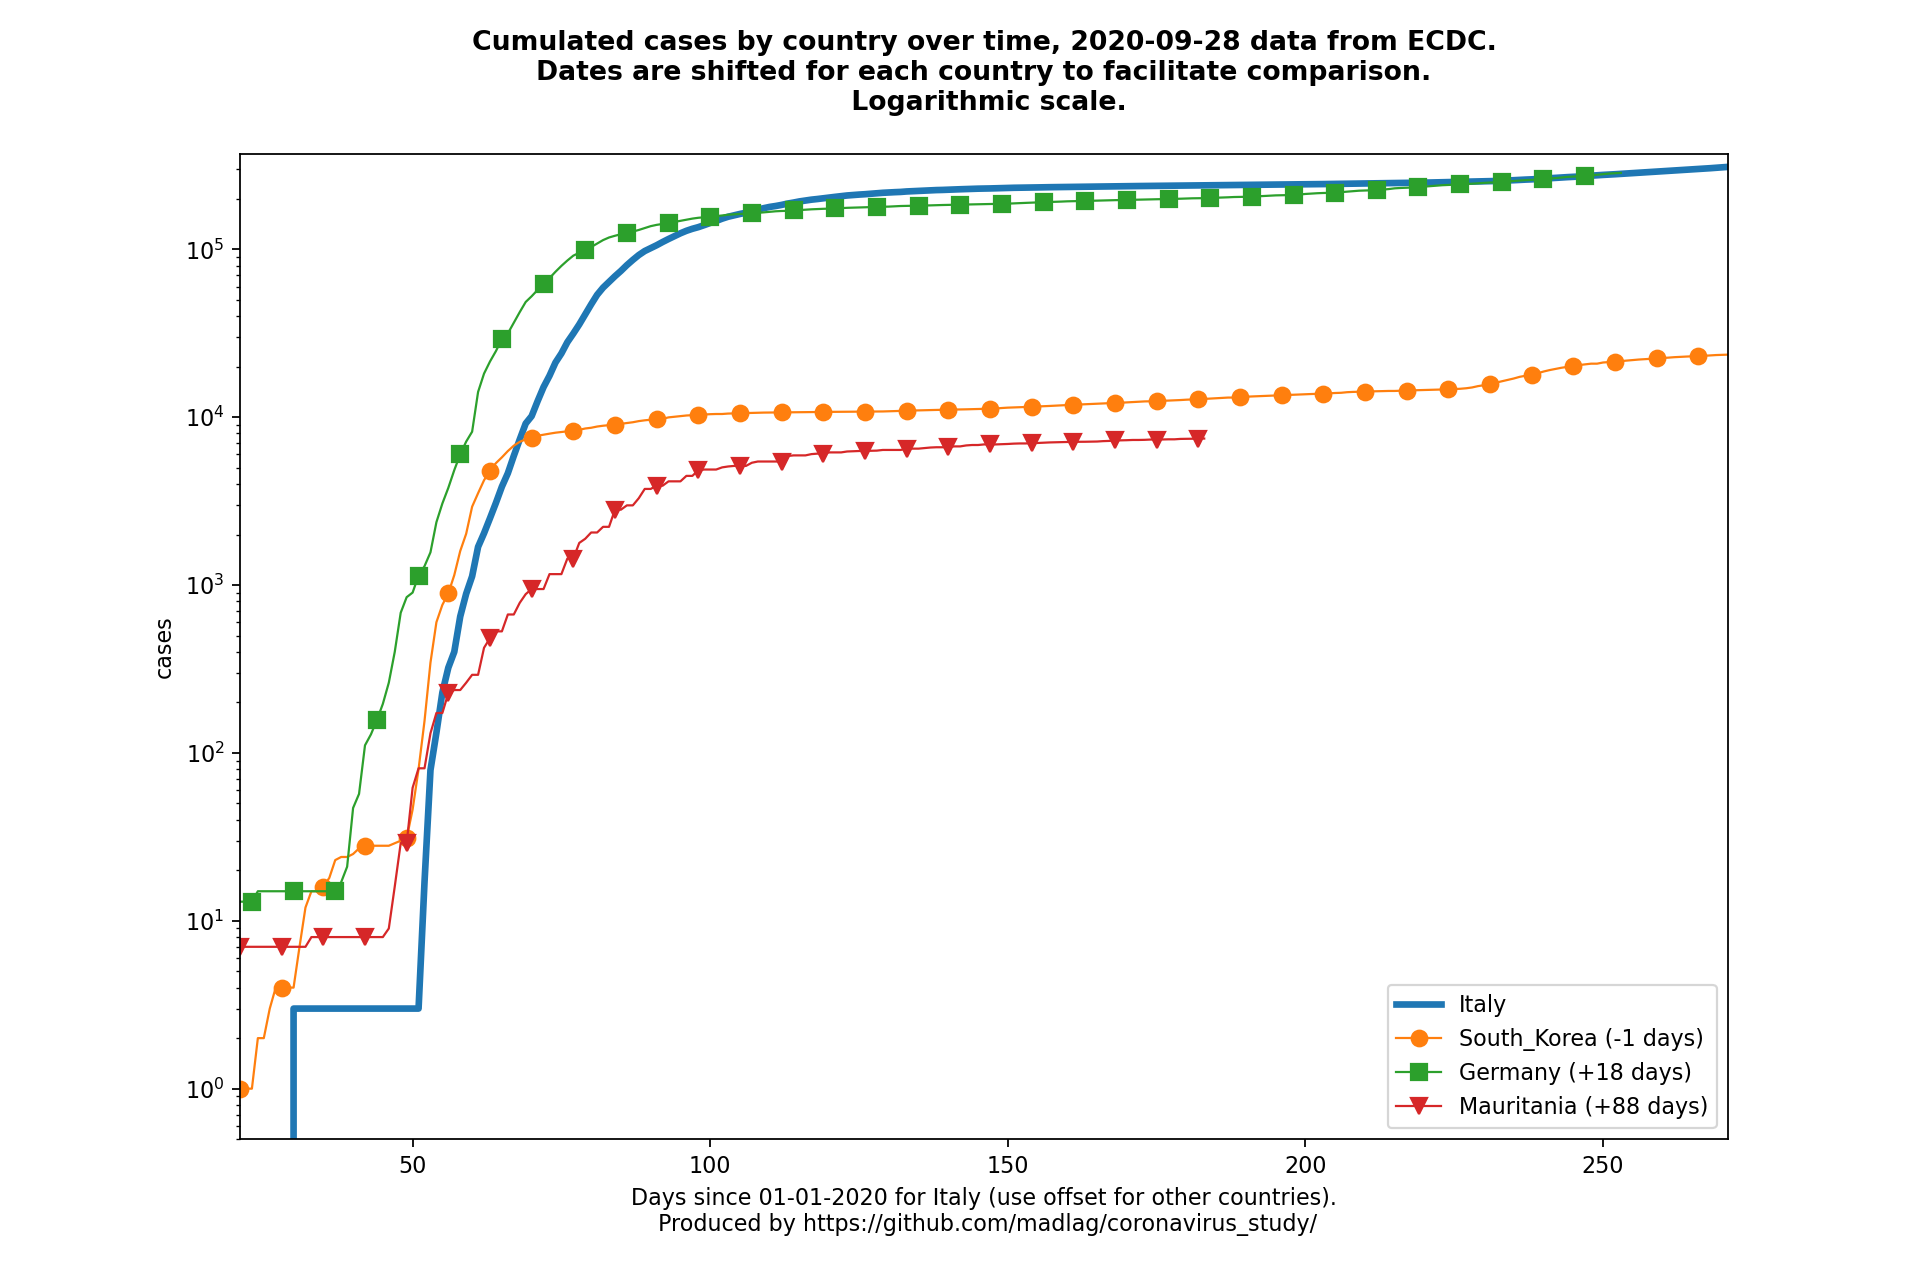 Cumulated cases by country over time, 2020-09-28 data from ECDC.
Dates are shifted for each country to facilitate comparison.
Logarithmic scale.
10^5
10^4
10^3
10^2
10^1
10^0
cases
Italy
South_Korea (-1 days)
Germany (+18 days)
Mauritania (+88 days)
50 100 150 200 250
Days since 01-01-2020 for Italy (use offset for other countries).
Produced by https://github.com/madlag/coronavirus_study/